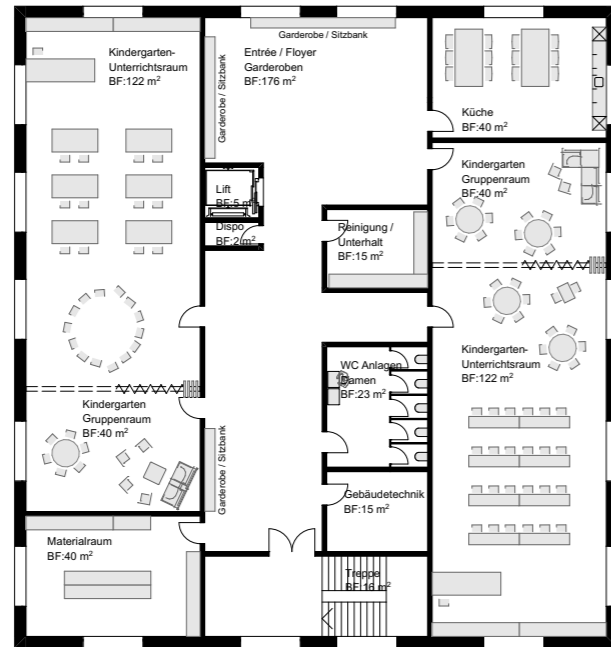 Garderobe / Sitzbank
Kindergarten-
Unterrichtsraum
BF:122 m²
Garderobe / Sitzbank
Entrée / Floyer
Garderoben
BF:176 m²
Küche
BF:40 m²
Kindergarten
Gruppenraum
BF:40 m²
Lift
BF:5 m²
Dispo
BF:2 m²
Reinigung /
Unterhalt
BF:15 m²
Kindergarten-
Unterrichtsraum
BF:122 m²
WC Anlagen
Damen
BF:23 m²
Kindergarten
Gruppenraum
BF:40 m²
Garderobe / Sitzbank
Gebäudetechnik
BF:15 m²
Materialraum
BF:40 m²
Treppe
BF:16 m²